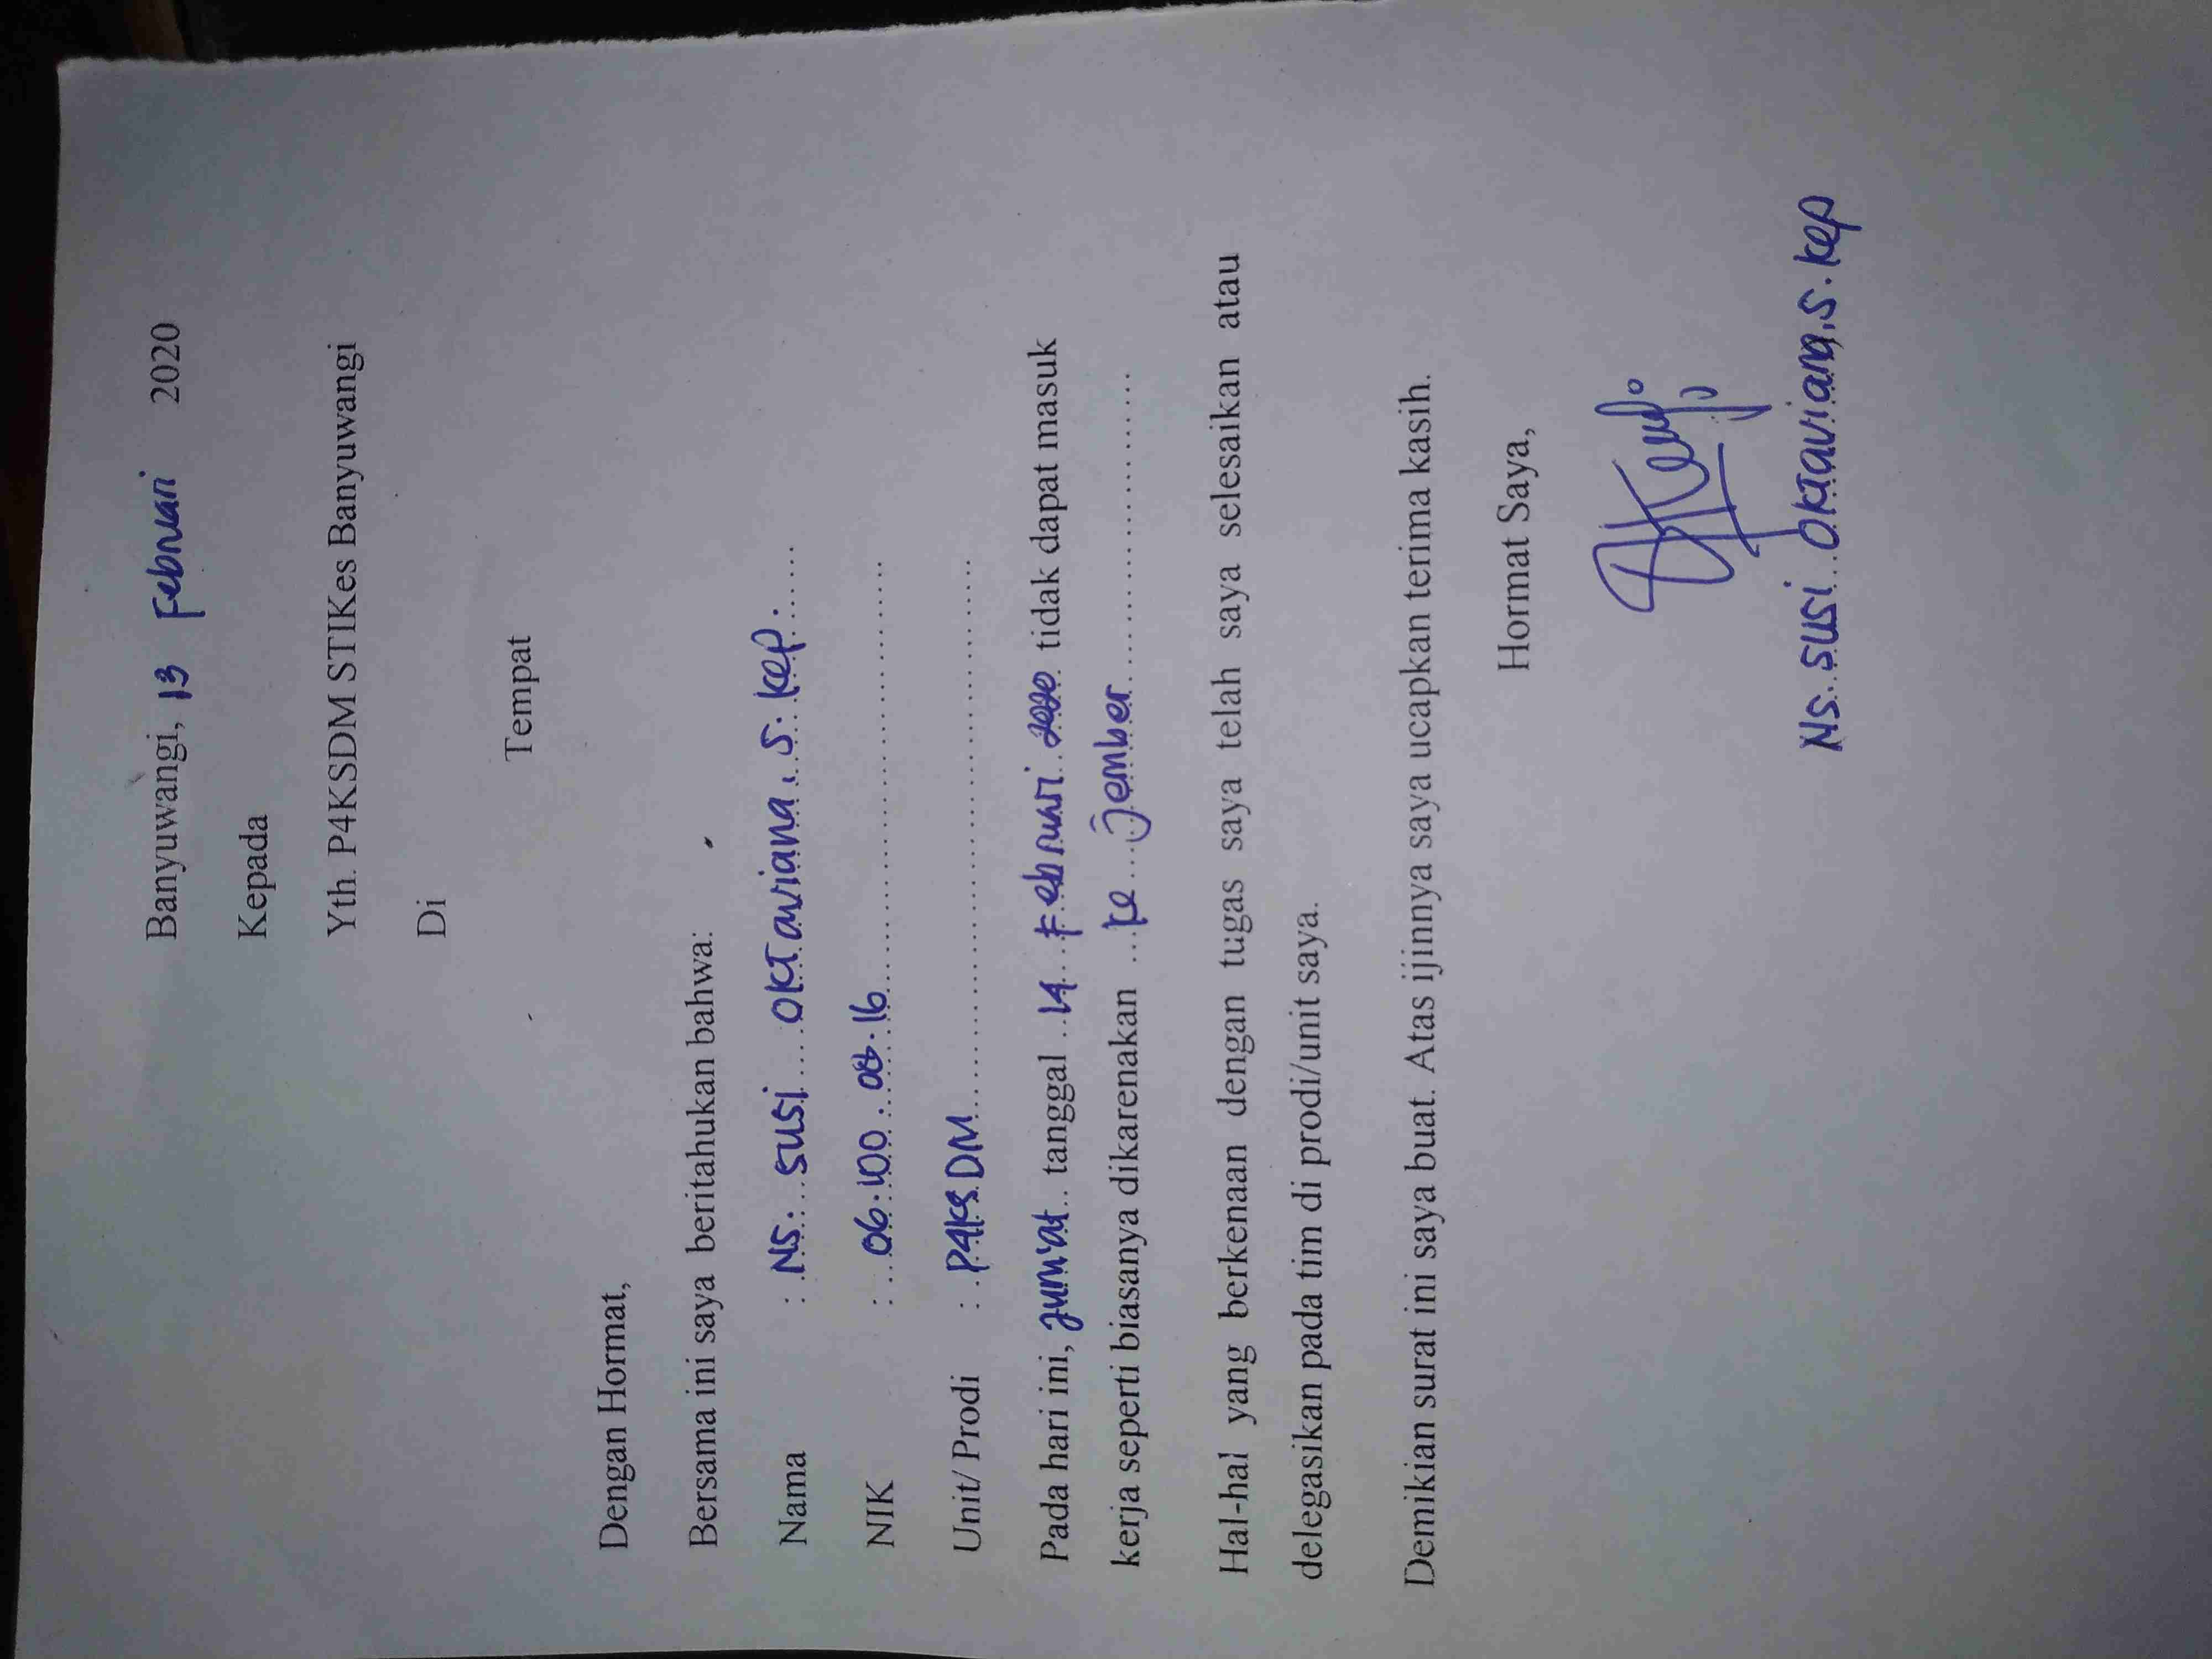 Banyuwangi, 13 Februari 2020
Kepada
Yth. P4KSDM STIKes Banyuwangi
Di
Tempat
Dengan Hormat,
Bersama ini saya beritahukan bahwa:
Nama : NS. SUSI OKTAVIANA, S. Kep.
NIK : 06.100.08.16
Unit/ Prodi : P4KSDM
Pada hari ini, Jum'at tanggal 14 Februari 2020 tidak dapat masuk
kerja seperti biasanya dikarenakan ke Jember
Hal-hal yang berkenaan dengan tugas saya telah saya selesaikan atau
delegasikan pada tim di prodi/unit saya.
Demikian surat ini saya buat. Atas ijinnya saya ucapkan terima kasih.
Hormat Saya,
Ns. SUSI OKTAVIANA, S. Kep